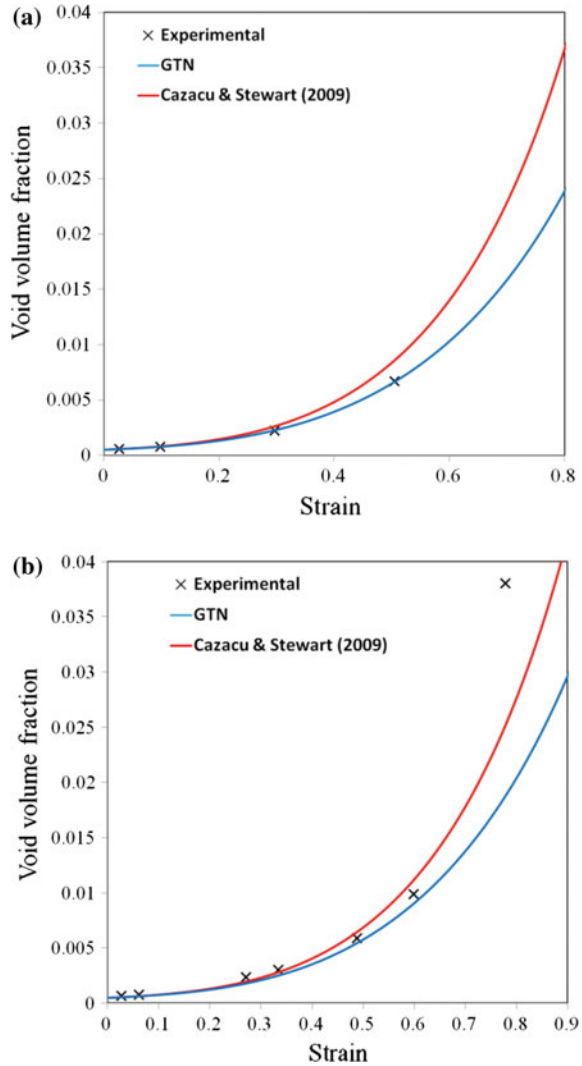 (a)
0.04
0.035
0.03
0.025
0.02
0.015
0.01
0.005
0
Void volume fraction
× Experimental
GTN
Cazacu & Stewart (2009)
0 0.2 0.4 0.6 0.8
Strain
(b)
0.04
0.035
0.03
0.025
0.02
0.015
0.01
0.005
0
Void volume fraction
× Experimental
GTN
Cazacu & Stewart (2009)
0 0.1 0.2 0.3 0.4 0.5 0.6 0.7 0.8 0.9
Strain